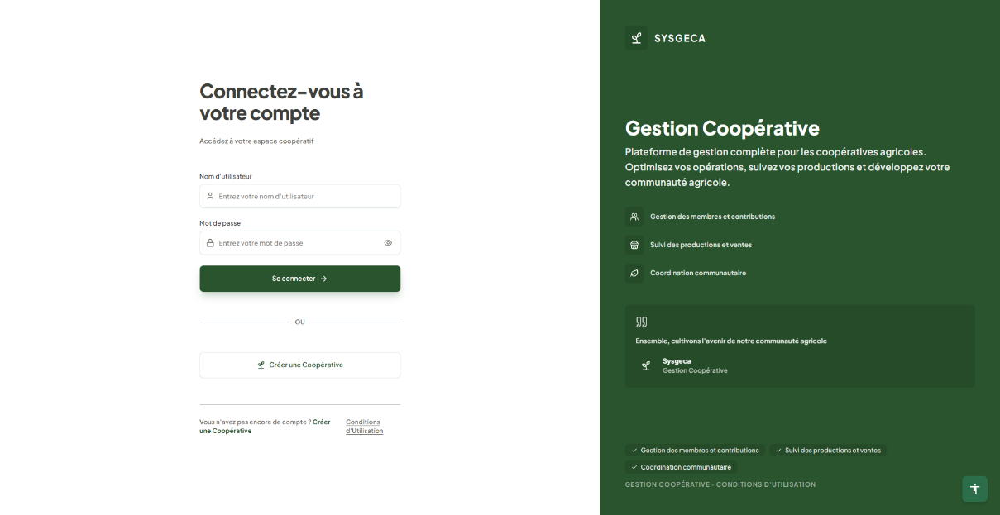 Connectez-vous à
votre compte
Accédez à votre espace coopératif
Nom d'utilisateur
Entrez votre nom d'utilisateur
Mot de passe
Entrez votre mot de passe
Se connecter
OU
Créer une Coopérative
Vous n'avez pas encore de compte ? Créer
une Coopérative
Conditions
d'Utilisation
SYSGECA
Gestion Coopérative
Plateforme de gestion complète pour les coopératives agricoles.
Optimisez vos opérations, suivez vos productions et développez votre
communauté agricole.
Gestion des membres et contributions
Suivi des productions et ventes
Coordination communautaire
Ensemble, cultivons l'avenir de notre communauté agricole
Sysgeca
Gestion Coopérative
Gestion des membres et contributions
Suivi des productions et ventes
Coordination communautaire
GESTION COOPÉRATIVE · CONDITIONS D'UTILISATION